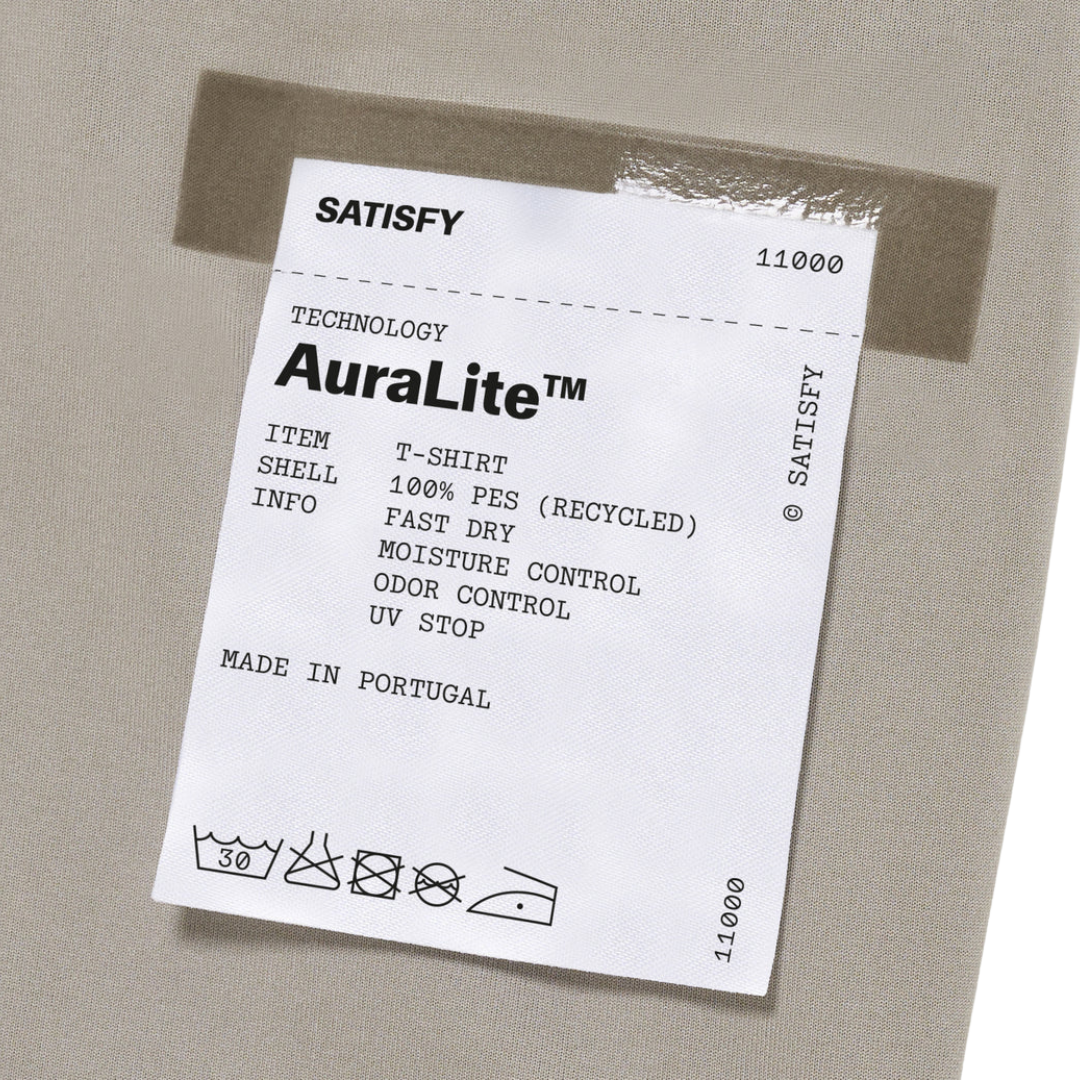 SATISFY
11000
TECHNOLOGY
AuraLite™
ITEM T-SHIRT
SHELL 100% PES (RECYCLED)
INFO FAST DRY
MOISTURE CONTROL
ODOR CONTROL
UV STOP
MADE IN PORTUGAL
30
© SATISFY
11000